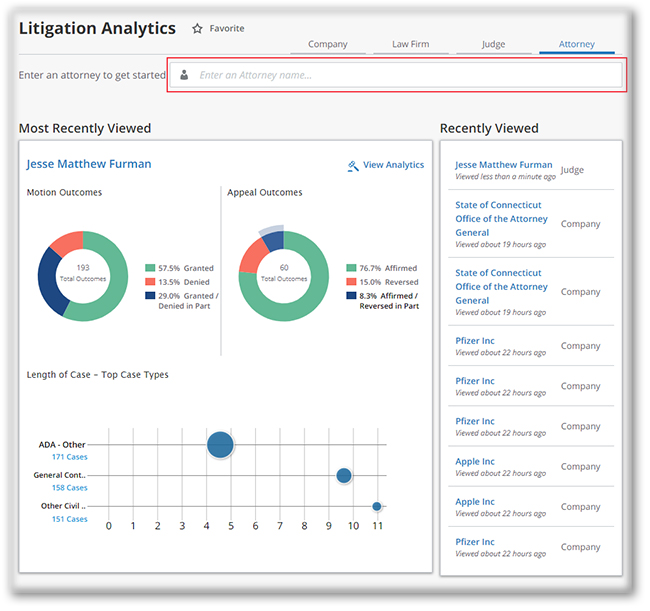 Litigation Analytics
Favorite
Company
Law Firm
Judge
Attorney
Enter an attorney to get started
Enter an Attorney name...
Most Recently Viewed
Jesse Matthew Furman
View Analytics
Motion Outcomes
193
Total Outcomes
57.5% Granted
13.5% Denied
29.0% Granted /
Denied in Part
Appeal Outcomes
60
Total Outcomes
76.7% Affirmed
15.0% Reversed
8.3% Affirmed /
Reversed in Part
Length of Case – Top Case Types
ADA - Other
171 Cases
General Cont..
158 Cases
Other Civil ..
151 Cases
0 1 2 3 4 5 6 7 8 9 10 11
Recently Viewed
Jesse Matthew Furman
Viewed less than a minute ago
Judge
State of Connecticut
Office of the Attorney
General
Viewed about 19 hours ago
Company
State of Connecticut
Office of the Attorney
General
Viewed about 19 hours ago
Company
Pfizer Inc
Viewed about 22 hours ago
Company
Pfizer Inc
Viewed about 22 hours ago
Company
Pfizer Inc
Viewed about 22 hours ago
Company
Apple Inc
Viewed about 22 hours ago
Company
Apple Inc
Viewed about 22 hours ago
Company
Pfizer Inc
Viewed about 22 hours ago
Company